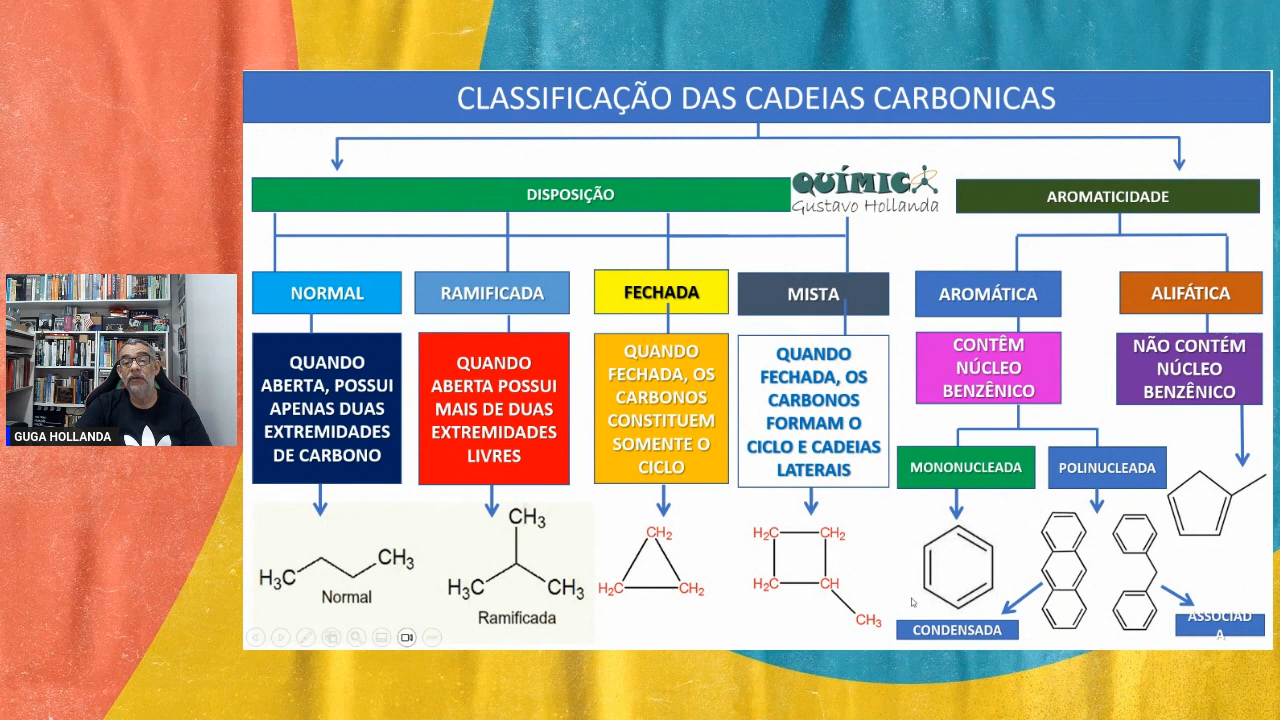 CLASSIFICAÇÃO DAS CADEIAS CARBONICAS
DISPOSIÇÃO
QUÍMIC
Gustavo Hollanda
AROMATICIDADE
NORMAL
RAMIFICADA
FECHADA
MISTA
AROMÁTICA
ALIFÁTICA
QUANDO
ABERTA, POSSUI
APENAS DUAS
EXTREMIDADES
DE CARBONO
QUANDO
ABERTA POSSUI
MAIS DE DUAS
EXTREMIDADES
LIVRES
QUANDO
FECHADA, OS
CARBONOS
CONSTITUEM
SOMENTE O
CICLO
QUANDO
FECHADA, OS
CARBONOS
FORMAM O
CICLO E CADEIAS
LATERAIS
CONTÊM
NÚCLEO
BENZÊNICO
NÃO CONTÉM
NÚCLEO
BENZÊNICO
MONONUCLEADA
POLINUCLEADA
H₃C
CH₃
Normal
CH₃
H₃C
CH₃
Ramificada
CH₂
H₂C
CH₂
H₂C
CH₂
H₂C
CH
CH₃
CONDENSADA
ASSOCIAD
A
GUGA HOLLANDA